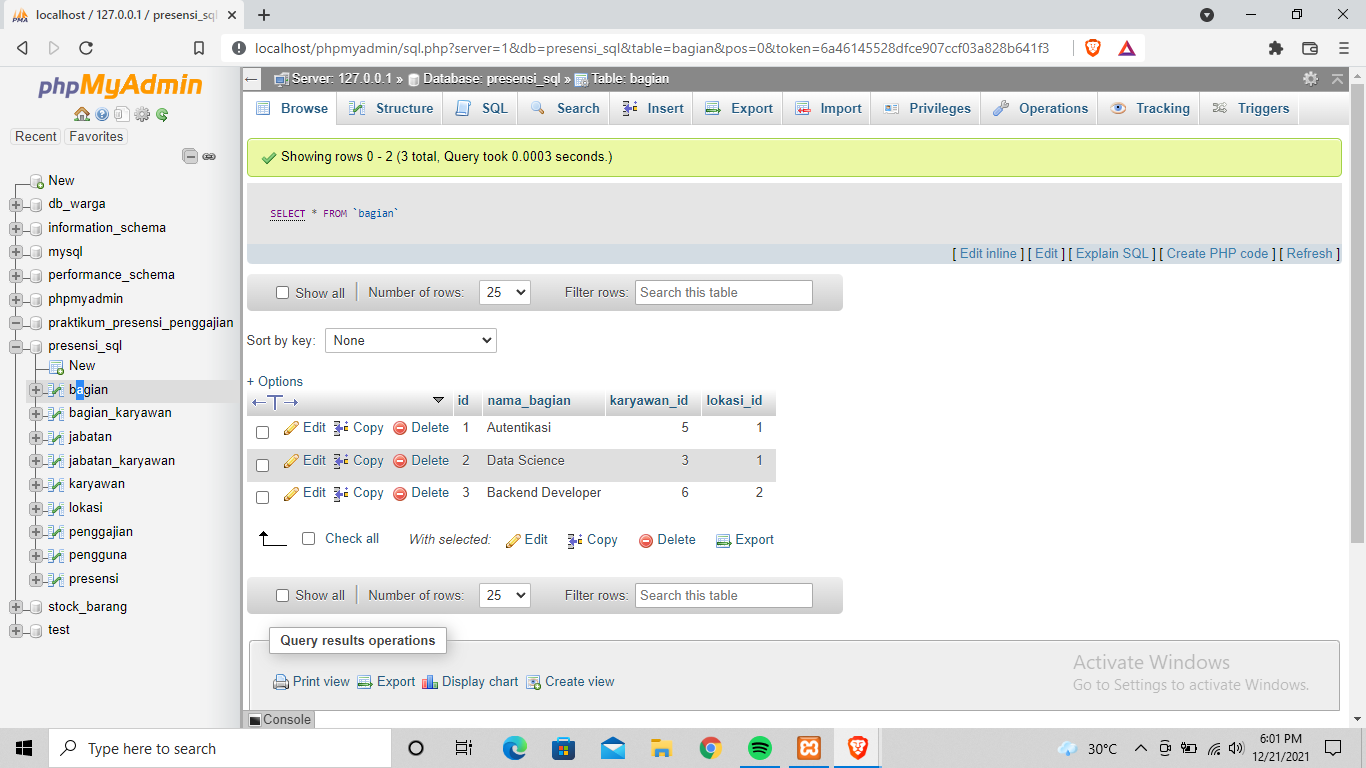 localhost / 127.0.0.1 / presensi_sql
localhost/phpmyadmin/sql.php?server=1&db=presensi_sql&table=bagian&pos=0&token=6a46145528dfce907ccf03a828b641f3
phpMyAdmin
Recent Favorites
New
db_warga
information_schema
mysql
performance_schema
phpmyadmin
praktikum_presensi_penggajian
presensi_sql
New
bagian
bagian_karyawan
jabatan
jabatan_karyawan
karyawan
lokasi
penggajian
pengguna
presensi
stock_barang
test
Server: 127.0.0.1 » Database: presensi_sql » Table: bagian
Browse Structure SQL Search Insert Export Import Privileges Operations Tracking Triggers
Showing rows 0 - 2 (3 total, Query took 0.0003 seconds.)
SELECT * FROM `bagian`
[ Edit inline ] [ Edit ] [ Explain SQL ] [ Create PHP code ] [ Refresh ]
Show all Number of rows: 25 Filter rows: Search this table
Sort by key: None
+ Options
id nama_bagian karyawan_id lokasi_id
Edit Copy Delete 1 Autentikasi 5 1
Edit Copy Delete 2 Data Science 3 1
Edit Copy Delete 3 Backend Developer 6 2
Check all With selected: Edit Copy Delete Export
Show all Number of rows: 25 Filter rows: Search this table
Query results operations
Print view Export Display chart Create view
Activate Windows
Go to Settings to activate Windows.
Console
Type here to search
30°C
6:01 PM
12/21/2021